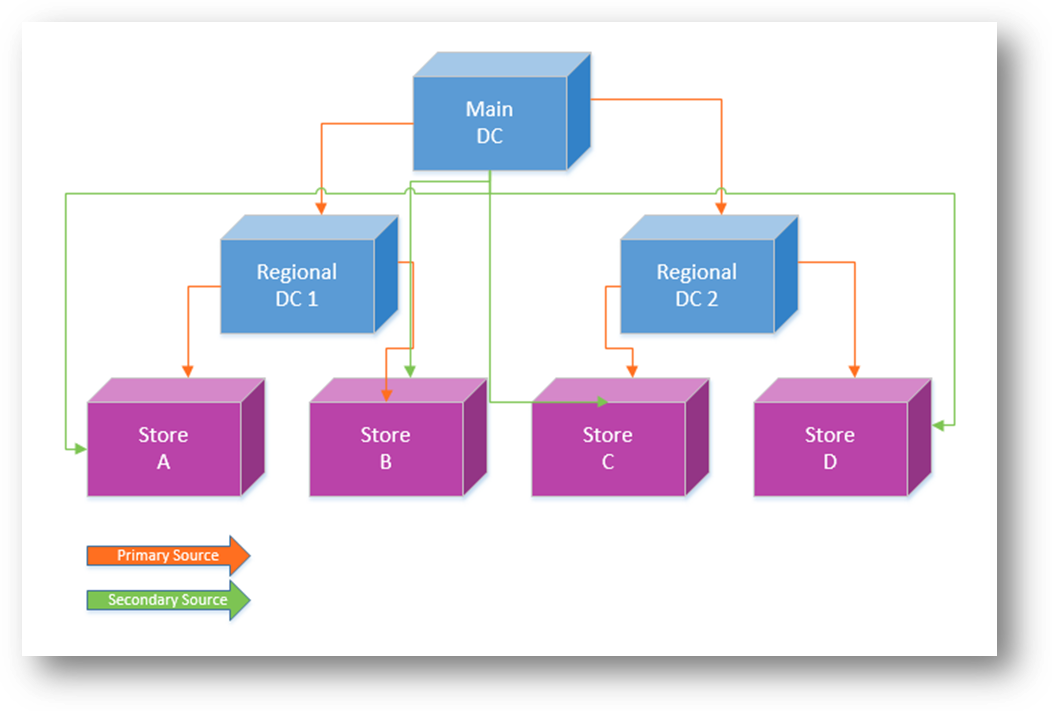 Main
DC
Regional
DC 1
Regional
DC 2
Store
A
Store
B
Store
C
Store
D
Primary Source
Secondary Source